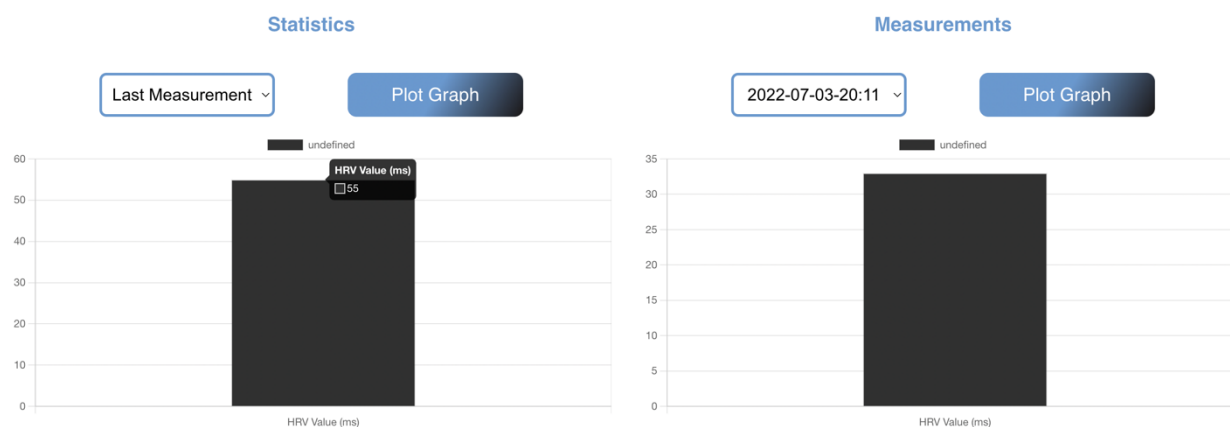 Statistics
Last Measurement
Plot Graph
undefined
60
HRV Value (ms)
55
50
40
30
20
10
0
HRV Value (ms)
Measurements
2022-07-03-20:11
Plot Graph
undefined
35
30
25
20
15
10
5
0
HRV Value (ms)